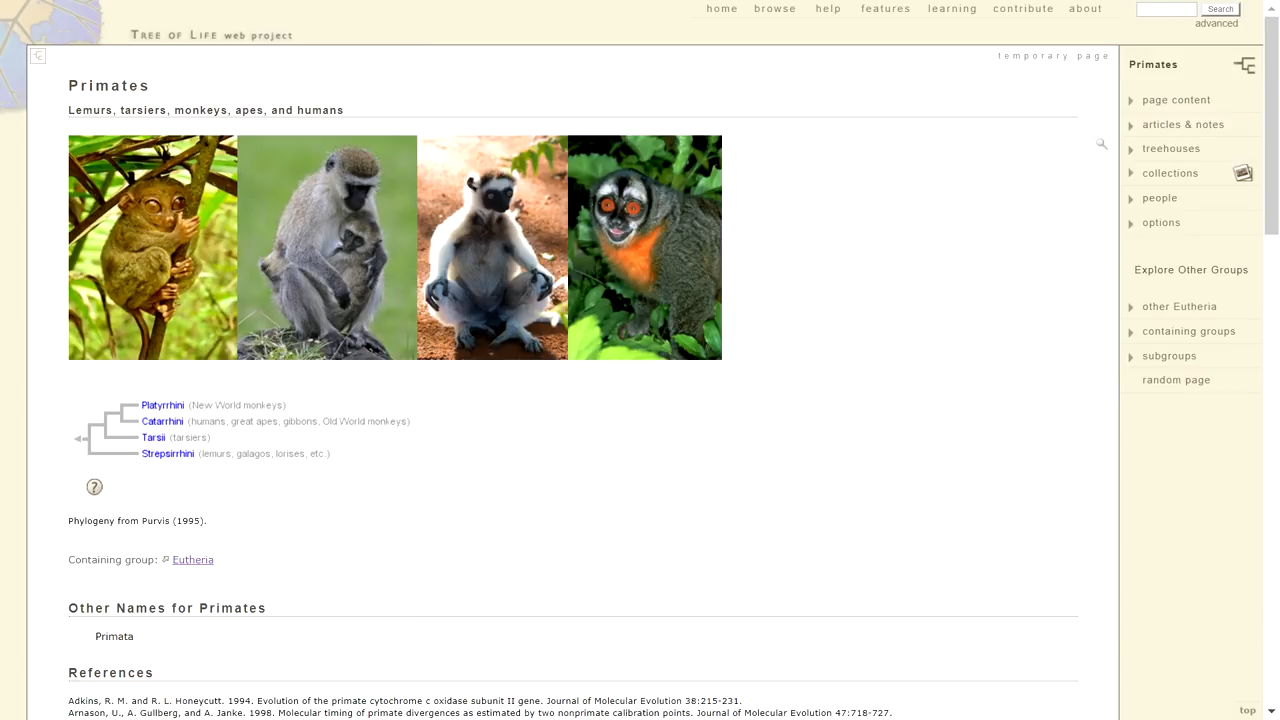 home browse help features learning contribute about
Search
advanced
TREE OF LIFE web project
temporary page
Primates
Lemurs, tarsiers, monkeys, apes, and humans
Platyrrhini (New World monkeys)
Catarrhini (humans, great apes, gibbons, Old World monkeys)
Tarsii (tarsiers)
Strepsirrhini (lemurs, galagos, lorises, etc.)
?
Phylogeny from Purvis (1995).
Containing group: Eutheria
Other Names for Primates
Primata
References
Adkins, R. M. and R. L. Honeycutt. 1994. Evolution of the primate cytochrome c oxidase subunit II gene. Journal of Molecular Evolution 38:215-231.
Arnason, U., A. Gullberg, and A. Janke. 1998. Molecular timing of primate divergences as estimated by two nonprimate calibration points. Journal of Molecular Evolution 47:718-727.
Primates
page content
articles & notes
treehouses
collections
people
options
Explore Other Groups
other Eutheria
containing groups
subgroups
random page
top